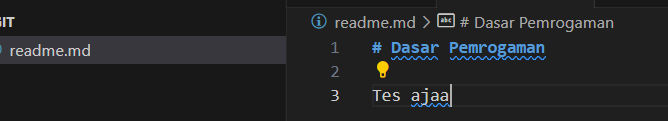 GIT
readme.md > # Dasar Pemrogaman
readme.md
1 # Dasar Pemrogaman
2
3 Tes ajaa